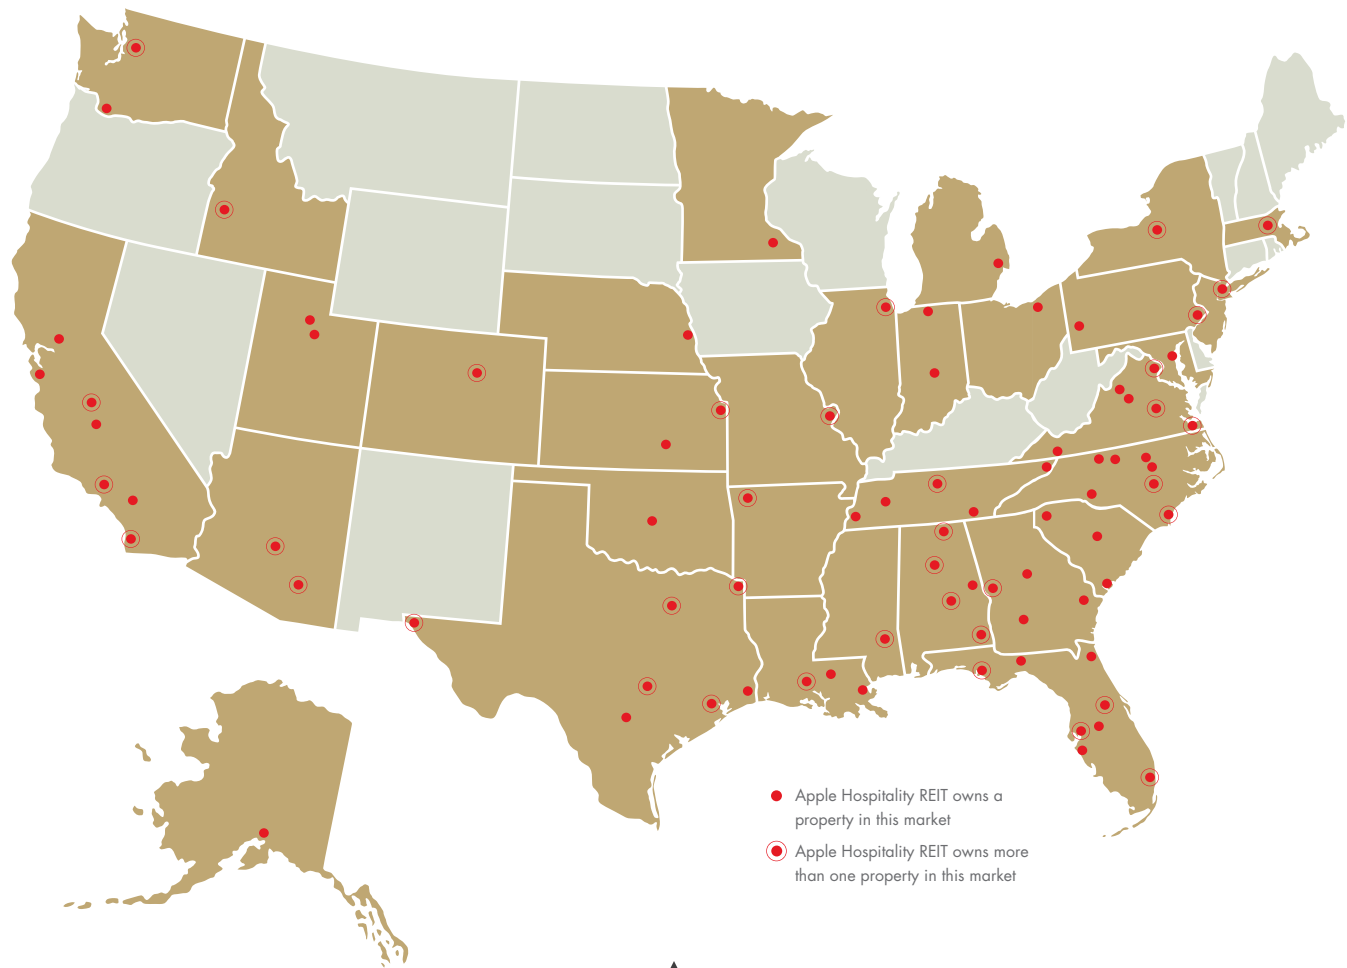 Apple Hospitality REIT owns a
property in this market
Apple Hospitality REIT owns more
than one property in this market